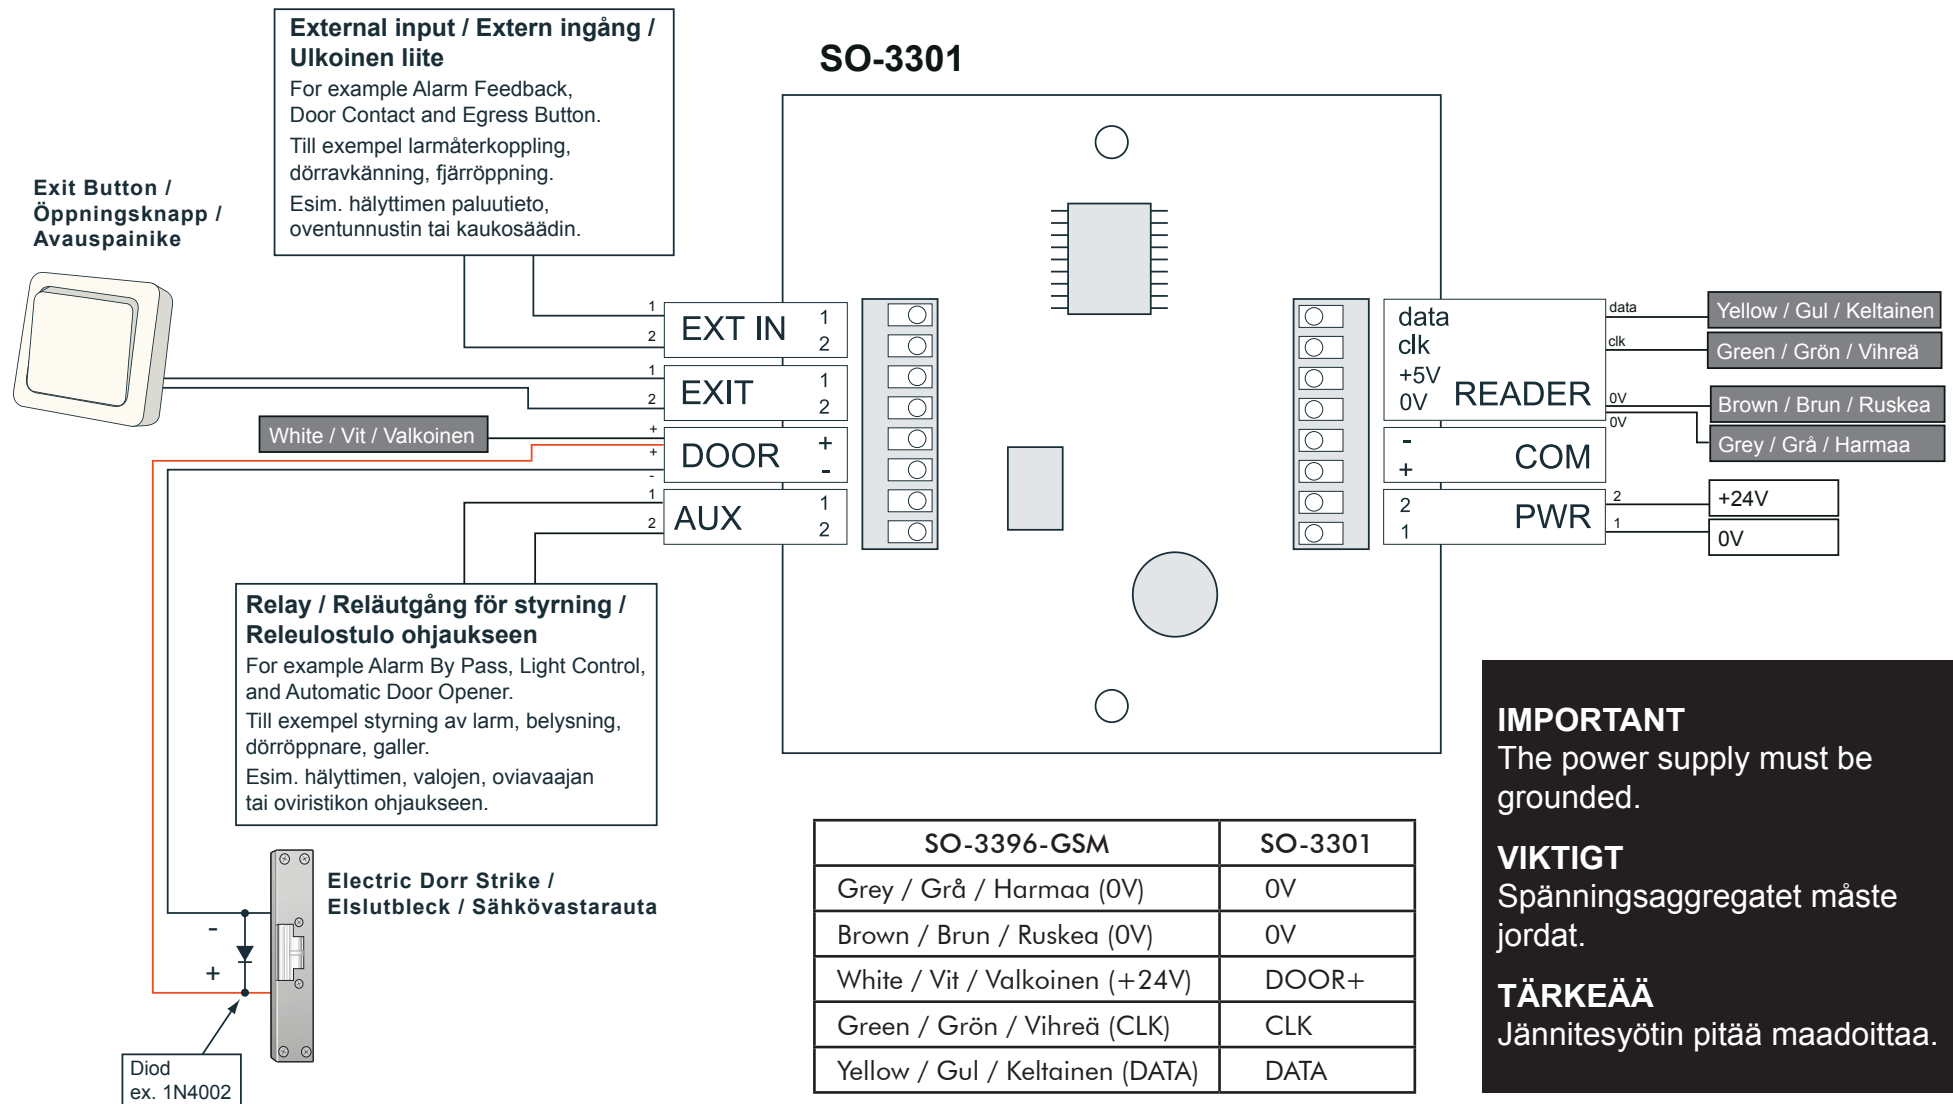 External input / Extern ingång /
Ulkoinen liite
For example Alarm Feedback,
Door Contact and Egress Button.
Till exempel larmåterkoppling,
dörravkänning, fjärröppning.
Esim. hälyttimen paluutieto,
oventunnustin tai kaukosäädin.
SO-3301
Exit Button /
Öppningsknapp /
Avauspainike
1
2
EXT IN
1
2
1
2
EXIT
1
2
White / Vit / Valkoinen
+
+
-
DOOR
+
-
1
2
AUX
1
2
data
clk
+5V
0V
READER
-
+
COM
2
1
PWR
data
Yellow / Gul / Keltainen
clk
Green / Grön / Vihreä
0V
Brown / Brun / Ruskea
0V
Grey / Grå / Harmaa
2
+24V
1
0V
Relay / Reläutgång för styrning /
Releulostulo ohjaukseen
For example Alarm By Pass, Light Control,
and Automatic Door Opener.
Till exempel styrning av larm, belysning,
dörröppnare, galler.
Esim. hälyttimen, valojen, oviavaajan
tai oviristikon ohjaukseen.
Electric Dorr Strike /
Elslutbleck / Sähkövastarauta
-
+
Diod
ex. 1N4002
SO-3396-GSM SO-3301
Grey / Grå / Harmaa (0V) 0V
Brown / Brun / Ruskea (0V) 0V
White / Vit / Valkoinen (+24V) DOOR+
Green / Grön / Vihreä (CLK) CLK
Yellow / Gul / Keltainen (DATA) DATA
IMPORTANT
The power supply must be
grounded.
VIKTIGT
Spänningsaggregatet måste
jordat.
TÄRKEÄÄ
Jännitesyötin pitää maadoittaa.